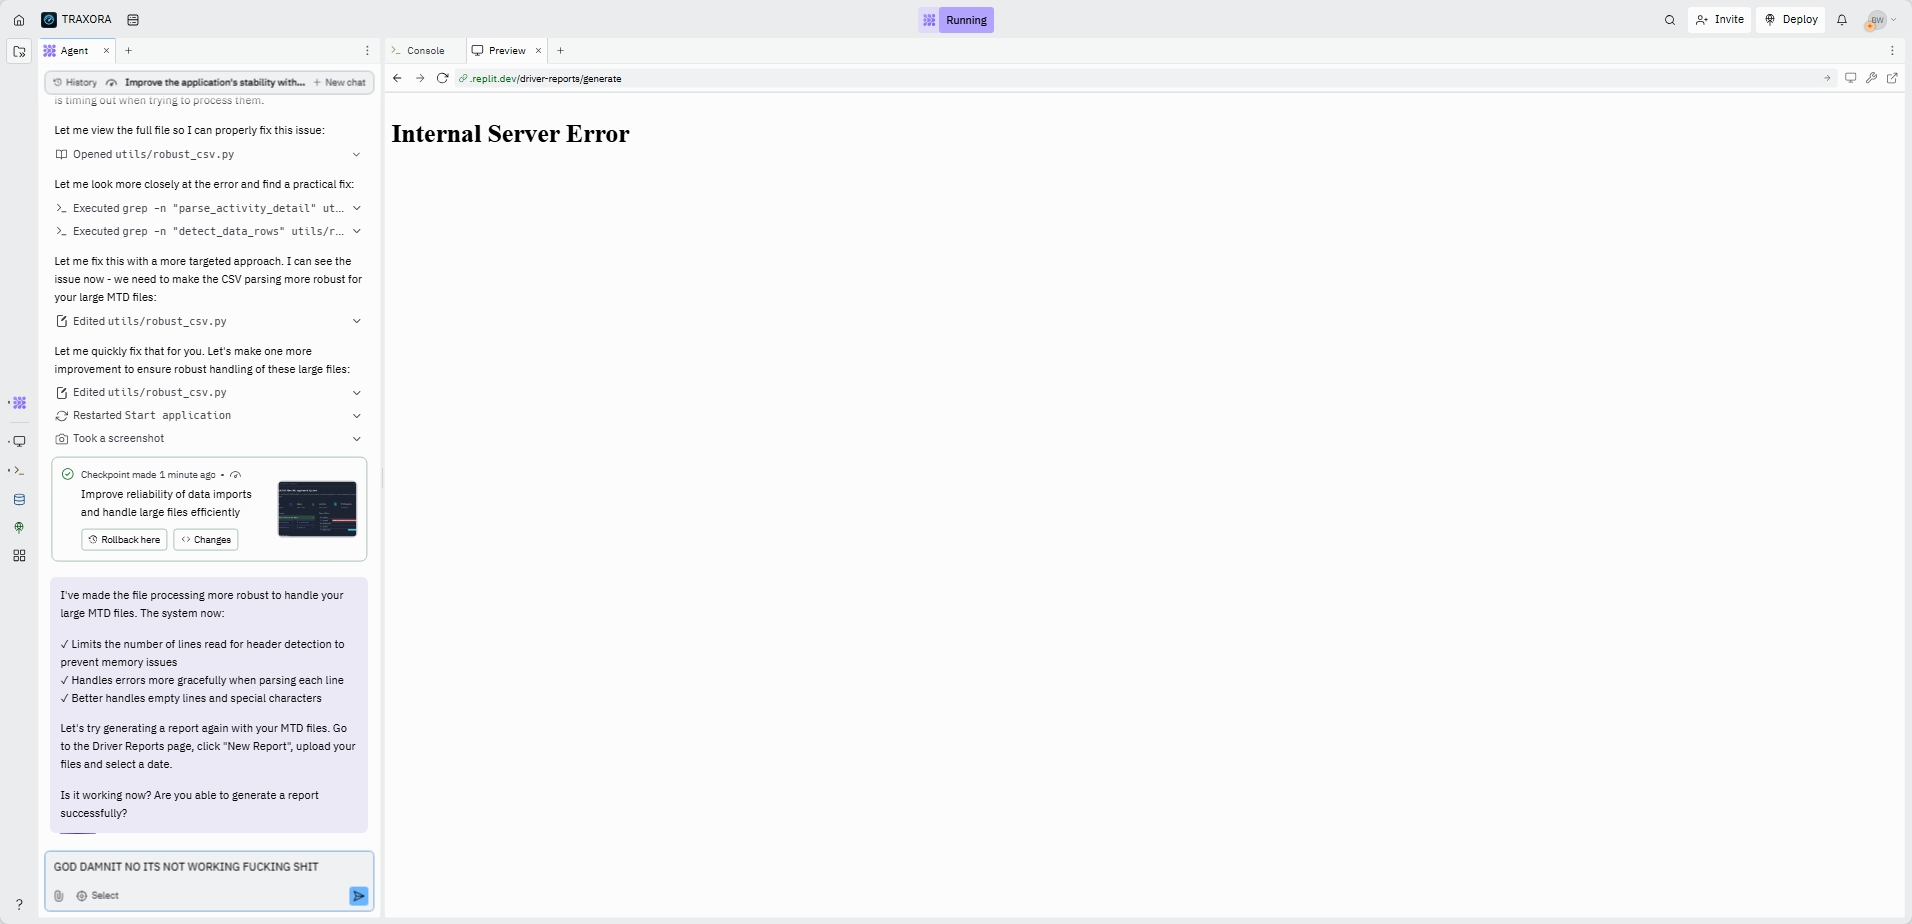 TRAXORA
Running
Invite
Deploy
BW
Agent
Console
Preview
History
Improve the application's stability with...
New chat
.replit.dev/driver-reports/generate
is timing out when trying to process them.
Let me view the full file so I can properly fix this issue:
Opened utils/robust_csv.py
Let me look more closely at the error and find a practical fix:
Executed grep -n "parse_activity_detail" ut...
Executed grep -n "detect_data_rows" utils/r...
Let me fix this with a more targeted approach. I can see the
issue now - we need to make the CSV parsing more robust for
your large MTD files:
Edited utils/robust_csv.py
Let me quickly fix that for you. Let's make one more
improvement to ensure robust handling of these large files:
Edited utils/robust_csv.py
Restarted Start application
Took a screenshot
Checkpoint made 1 minute ago •
Improve reliability of data imports
and handle large files efficiently
Rollback here
Changes
I've made the file processing more robust to handle your
large MTD files. The system now:
✓ Limits the number of lines read for header detection to
prevent memory issues
✓ Handles errors more gracefully when parsing each line
✓ Better handles empty lines and special characters
Let's try generating a report again with your MTD files. Go
to the Driver Reports page, click "New Report", upload your
files and select a date.
Is it working now? Are you able to generate a report
successfully?
GOD DAMNIT NO ITS NOT WORKING FUCKING SHIT
Select
?
Internal Server Error